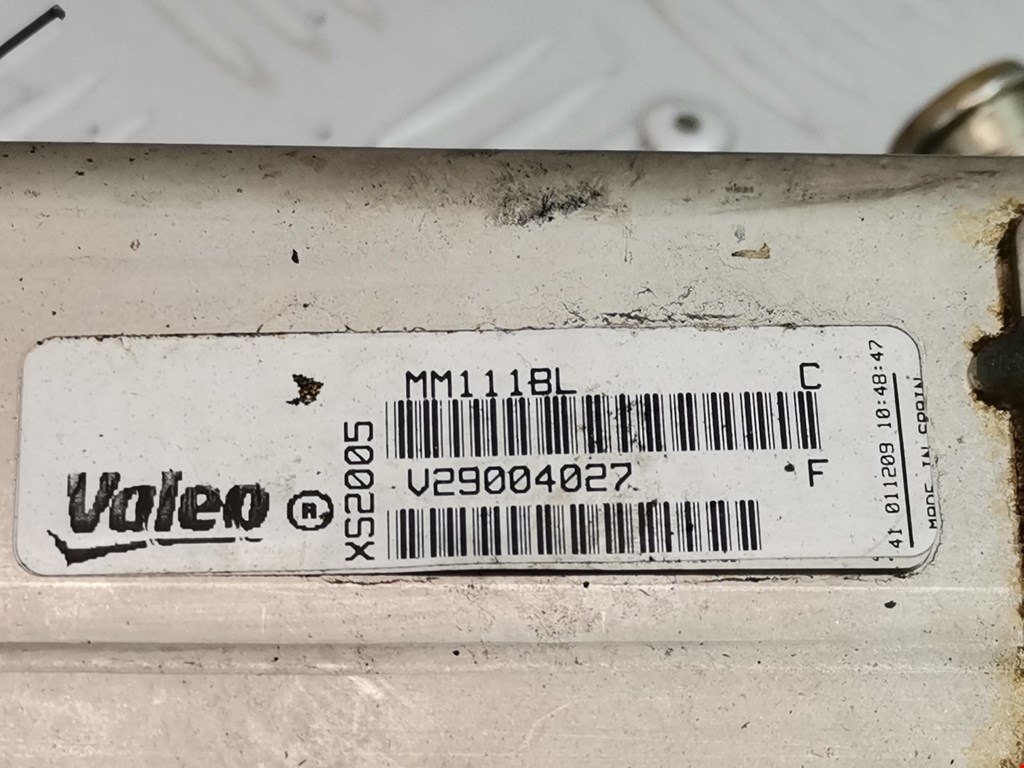 Valeo ®
XS2005
MM111BL C
V29004027 F
41 011209 10:48:47
MADE IN SPAIN